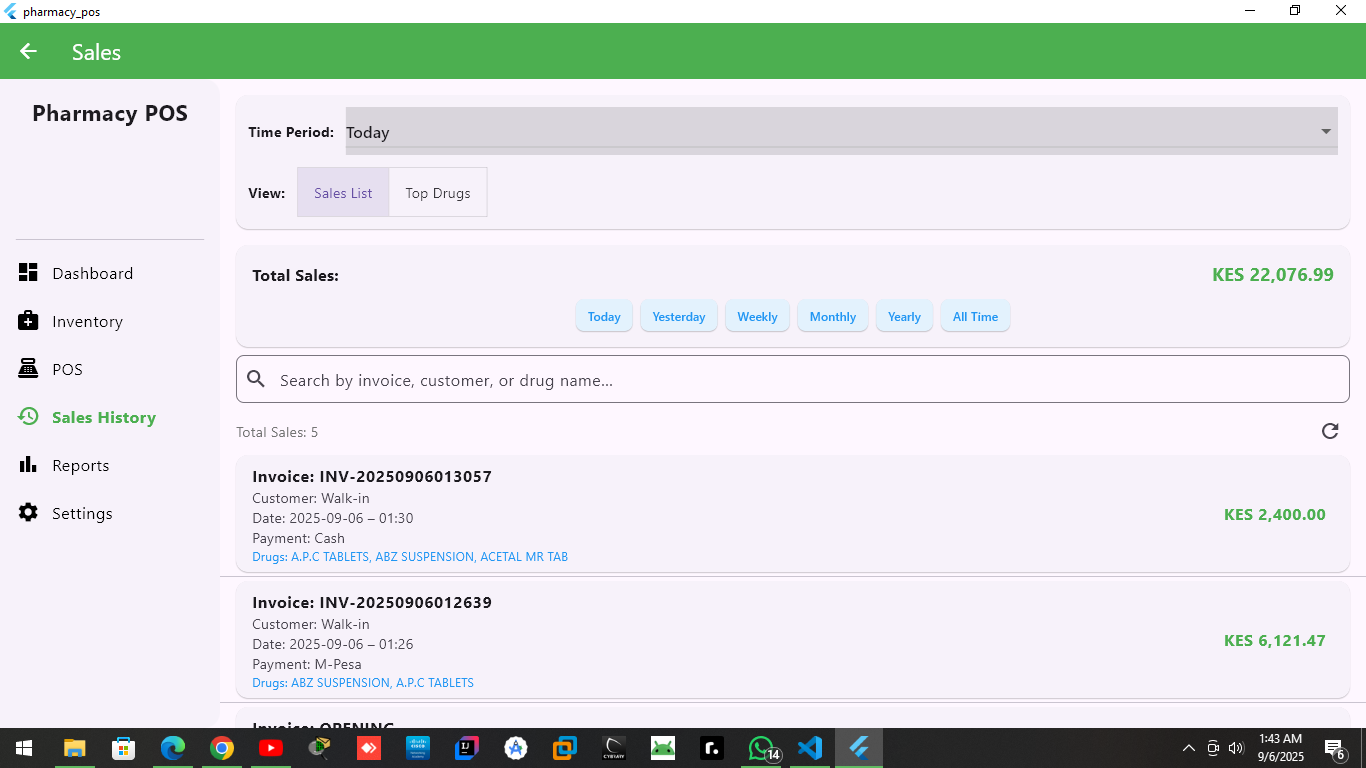 pharmacy_pos
Sales
Pharmacy POS
Dashboard
Inventory
POS
Sales History
Reports
Settings
Time Period: Today
View: Sales List Top Drugs
Total Sales: KES 22,076.99
Today Yesterday Weekly Monthly Yearly All Time
Search by invoice, customer, or drug name...
Total Sales: 5
Invoice: INV-20250906013057
Customer: Walk-in
Date: 2025-09-06 – 01:30
KES 2,400.00
Payment: Cash
Drugs: A.P.C TABLETS, ABZ SUSPENSION, ACETAL MR TAB
Invoice: INV-20250906012639
Customer: Walk-in
Date: 2025-09-06 – 01:26
KES 6,121.47
Payment: M-Pesa
Drugs: ABZ SUSPENSION, A.P.C TABLETS
Invoice: OPENING
14
1:43 AM
9/6/2025
6